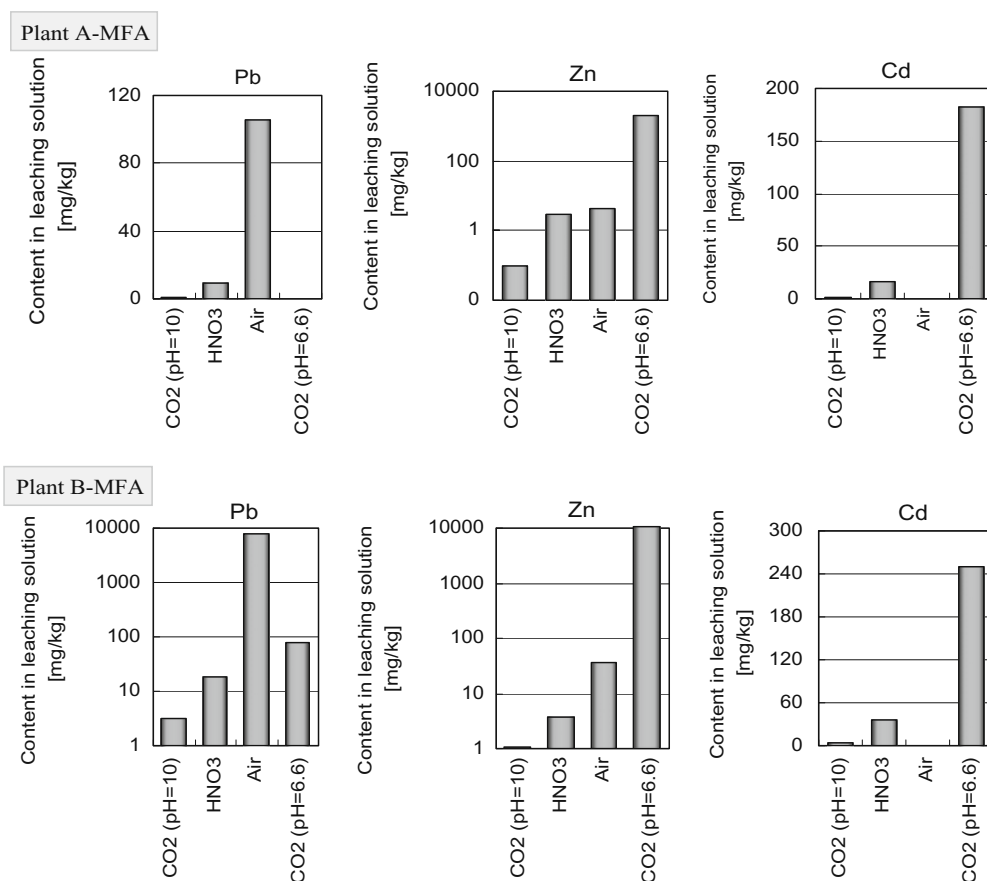 Plant A-MFA
Pb
Content in leaching solution
[mg/kg]
120
80
40
0
CO2 (pH=10)
HNO3
Air
CO2 (pH=6.6)
Zn
Content in leaching solution
[mg/kg]
10000
100
1
0
CO2 (pH=10)
HNO3
Air
CO2 (pH=6.6)
Cd
Content in leaching solution
[mg/kg]
200
150
100
50
0
CO2 (pH=10)
HNO3
Air
CO2 (pH=6.6)
Plant B-MFA
Pb
Content in leaching solution
[mg/kg]
10000
1000
100
10
1
CO2 (pH=10)
HNO3
Air
CO2 (pH=6.6)
Zn
Content in leaching solution
[mg/kg]
10000
1000
100
10
1
CO2 (pH=10)
HNO3
Air
CO2 (pH=6.6)
Cd
Content in leaching solution
[mg/kg]
300
240
180
120
60
0
CO2 (pH=10)
HNO3
Air
CO2 (pH=6.6)